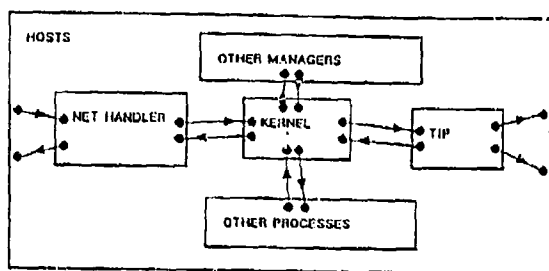 HOSTS
OTHER MANAGERS
NET HANDLER
KERNEL
TIP
OTHER PROCESSES